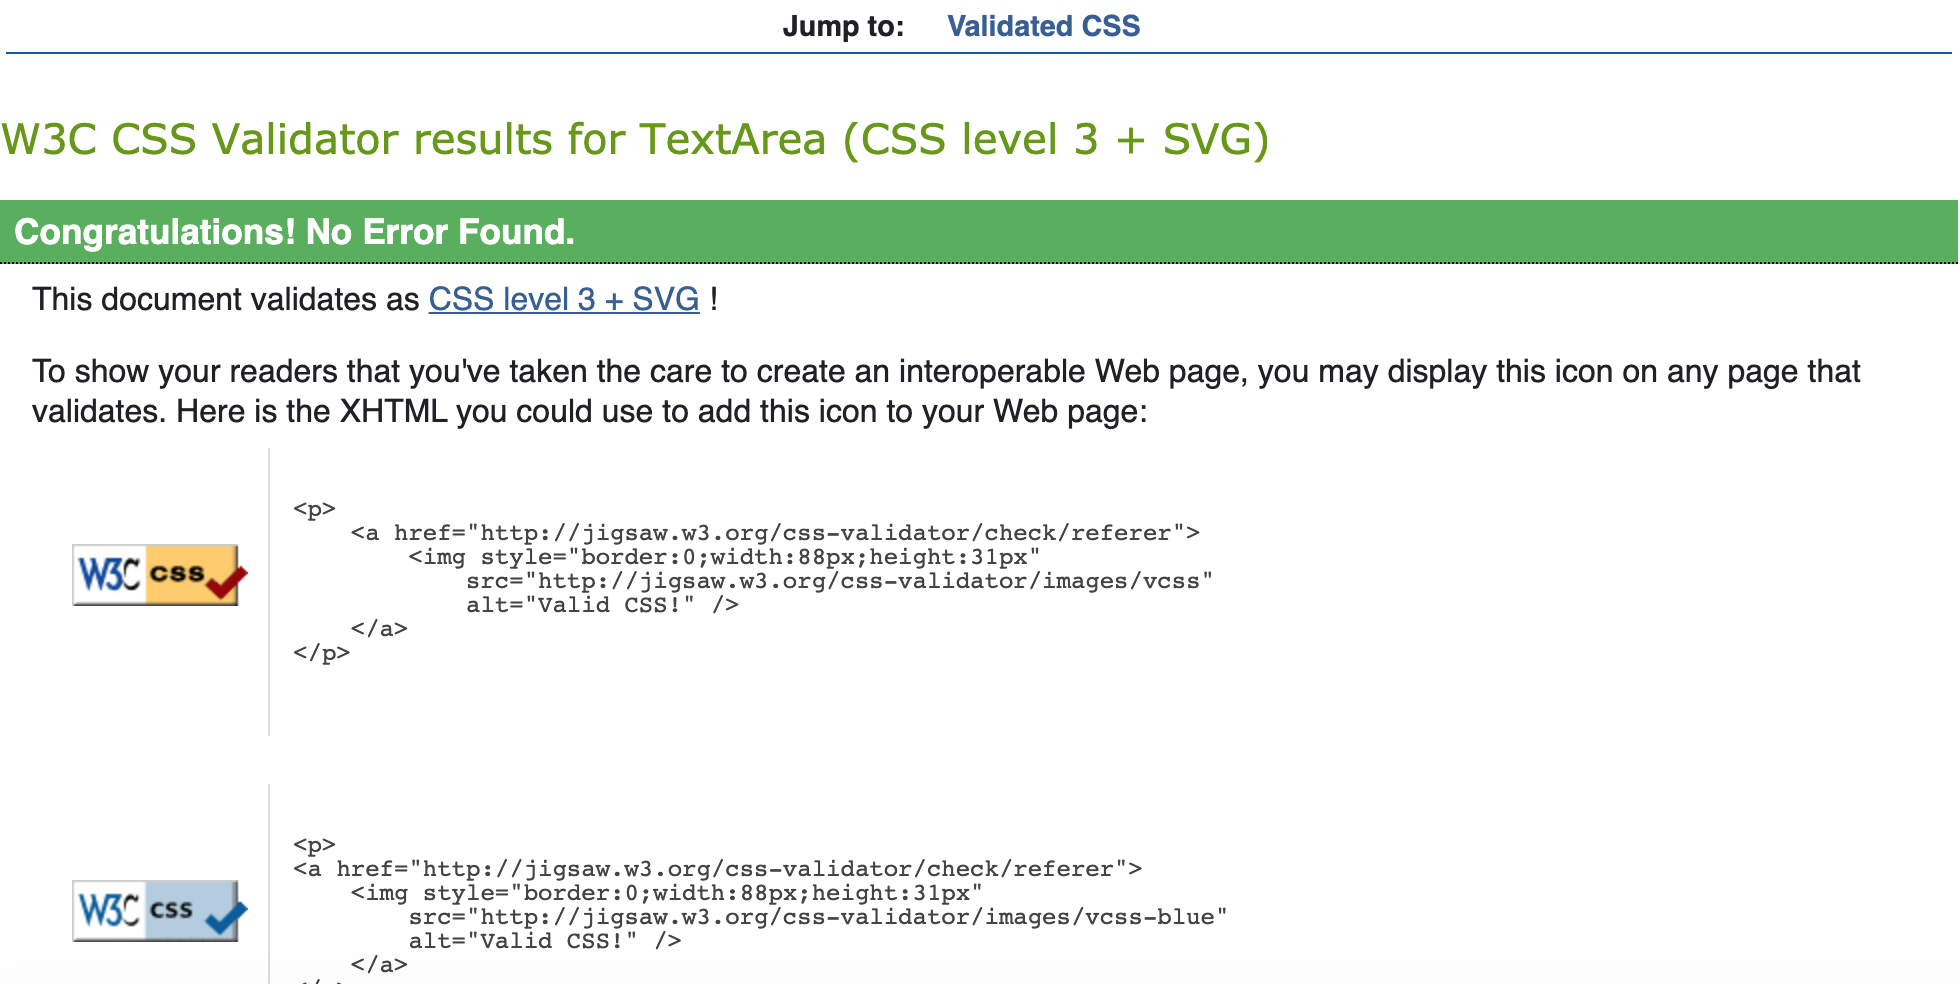 Jump to: Validated CSS
W3C CSS Validator results for TextArea (CSS level 3 + SVG)
Congratulations! No Error Found.
This document validates as CSS level 3 + SVG !
To show your readers that you've taken the care to create an interoperable Web page, you may display this icon on any page that
validates. Here is the XHTML you could use to add this icon to your Web page:
<p>
<a href="http://jigsaw.w3.org/css-validator/check/referer">
<img style="border:0;width:88px;height:31px"
src="http://jigsaw.w3.org/css-validator/images/vcss"
alt="Valid CSS!" />
</a>
</p>
W3C css
<p>
<a href="http://jigsaw.w3.org/css-validator/check/referer">
<img style="border:0;width:88px;height:31px"
src="http://jigsaw.w3.org/css-validator/images/vcss-blue"
alt="Valid CSS!" />
</a>
W3C css